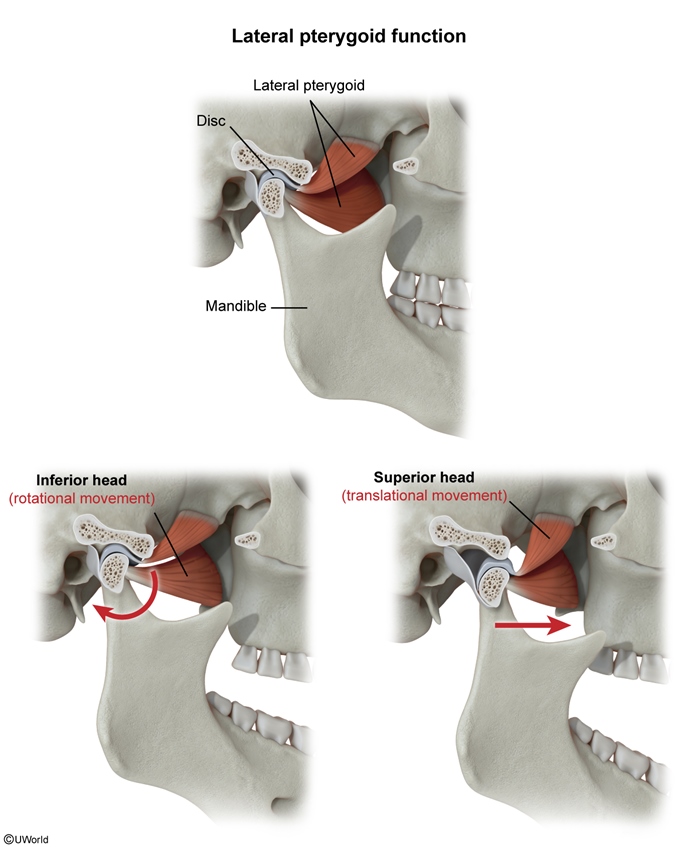 Lateral pterygoid function
Lateral pterygoid
Disc
Mandible
Inferior head
(rotational movement)
Superior head
(translational movement)
©UWorld